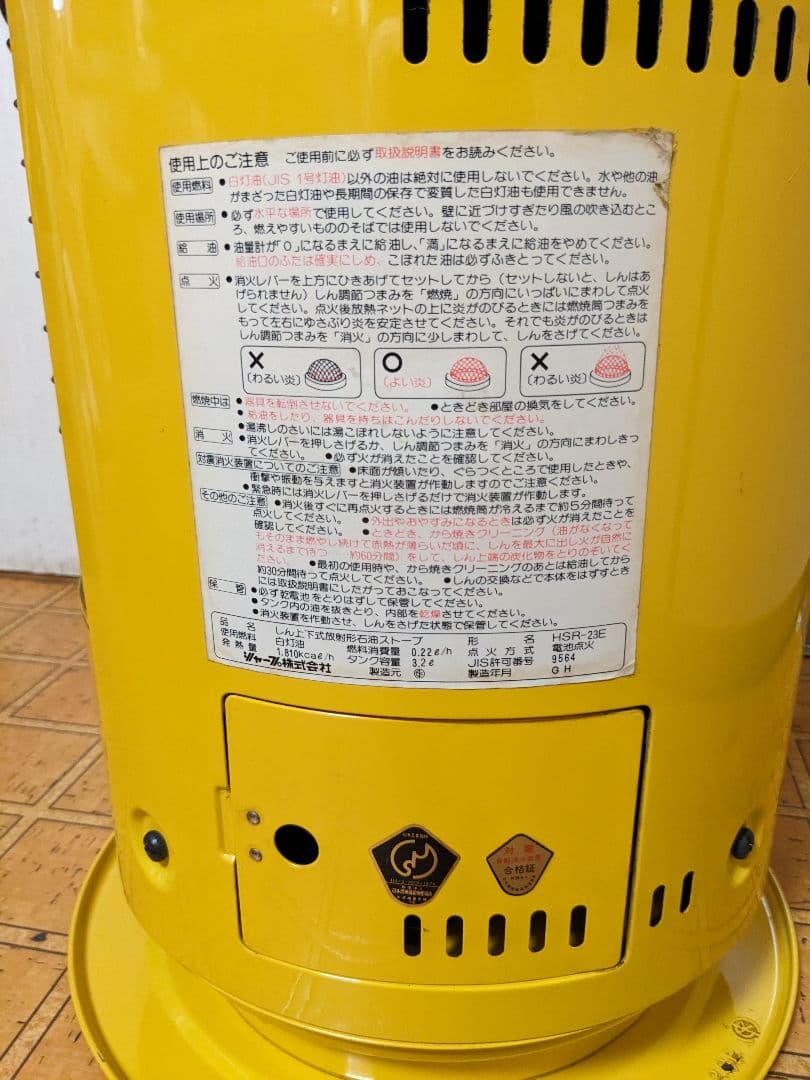 使用上のご注意 ご使用前に必ず取扱説明書をお読みください。
使用燃料 ●白灯油(JIS 1号灯油)以外の油は絶対に使用しないでください。水や他の油
がまざった白灯油や長期間の保存で変質した白灯油も使用できません。
使用場所 ●必ず水平な場所で使用してください。壁に近づけすぎたり風の吹き込むとこ
ろ、燃えやすいもののそばでは使用しないでください。
給油 ●油量計が「0」になるまえに給油し、「満」になるまえに給油をやめてください。
給油口のふたは確実にしめ、こぼれた油は必ずふきとってください。
点火 ●消火レバーを上方にひきあげてセットしてから(セットしないと、しんはあ
げられません)しん調節つまみを「燃焼」の方向にいっぱいにまわして点火
してください。点火後放熱ネットの上に炎がのびるときには燃焼筒つまみを
もって左右にゆさぶり炎を安定させてください。それでも炎がのびるときは
しん調節つまみを「消火」の方向に少しまわして、しんをさげてください。
× (わるい炎) ○ (よい炎) × (わるい炎)
燃焼中は ●器具を転倒させないでください。 ●ときどき部屋の換気をしてください。
●給油をしたり、器具を持ちはこんだりしないでください。
●湯沸しのさいには湯こぼれしないように注意してください。
消火 ●消火レバーを押しさげるか、しん調節つまみを「消火」の方向にまわしきっ
てください。 ●必ず火が消えたことを確認してください。
対震消火装置についてのご注意 ●床面が傾いたり、ぐらつくところで使用したときや、
衝撃や振動を与えますと消火装置が作動しますのでご注意ください。
●緊急時には消火レバーを押しさげるだけで消火装置が作動します。
その他のご注意 ●消火後すぐに再点火するときには燃焼筒が冷えるまで約5分間待って
点火してください。 ●外出やおやすみになるときは必ず火が消えたことを
確認してください。 ●ときどき、から焼きクリーニング(油がなくなって
もそのまま燃やし続けて赤熱が薄らいだ頃に、しんを最大に出し火が自然に
消えるまで待つ……約60分間)をして、しん上端の炭化物をとりのぞいてく
ださい。 ●最初の使用時や、から焼きクリーニングのあとは給油してから
約30分間待って点火してください。 ●しんの交換などで本体をはずすとき
には取扱説明書にしたがっておこなってください。
保管 ●必ず乾電池をとりはずして保管してください。
●タンク内の油を抜きとり、内部を乾燥させてください。
●消火装置を作動させ、しんをさげた状態で保管してください。
品名 しん上下式放射形石油ストーブ 形名 HSR-23E
使用燃料 白灯油 燃料消費量 0.22ℓ/h 点火方式 電池点火
発熱量 1,810kcaℓ/h タンク容量 3.2ℓ JIS許可番号 9564
シャープ株式会社 製造元 ㊥ 製造年月 GH
対震
自動消火装置
合格証